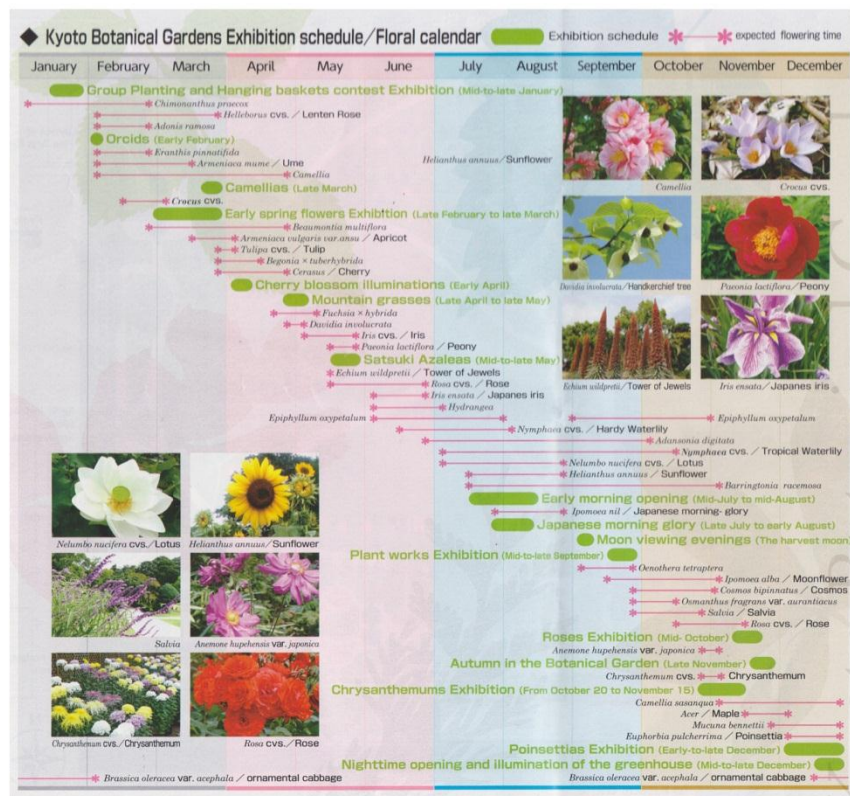 ◆ Kyoto Botanical Gardens Exhibition schedule/Floral calendar Exhibition schedule expected flowering time
January February March April May June July August September October November December
Group Planting and Hanging baskets contest Exhibition (Mid-to-late January)
Chimonanthus praecox
Helleborus cvs. / Lenten Rose
Adonis ramosa
Orcids (Early February)
Eranthis pinnatifida
Armeniaca mume / Ume
Helianthus annuus/Sunflower
Camellia
Camellia
Crocus cvs.
Camellias (Late March)
Crocus cvs.
Early spring flowers Exhibition (Late February to late March)
Beaumontia multiflora
Armeniaca vulgaris var.ansu / Apricot
Tulipa cvs. / Tulip
Begonia × tuberhybrida
Cerasus / Cherry
Cherry blossom illuminations (Early April)
Davidia involucrata/Handkerchief tree
Paeonia lactiflora/Peony
Mountain grasses (Late April to late May)
Fuchsia × hybrida
Davidia involucrata
Iris cvs. / Iris
Paeonia lactiflora / Peony
Satsuki Azaleas (Mid-to-late May)
Echium wildpretii / Tower of Jewels
Rosa cvs. / Rose
Echium wildpretii/Tower of Jewels
Iris ensata/Japanes iris
Iris ensata / Japanes iris
Hydrangea
Epiphyllum oxypetalum
Epiphyllum oxypetalum
Nymphaea cvs. / Hardy Waterlily
Adansonia digitata
Nymphaea cvs. / Tropical Waterlily
Nelumbo nucifera cvs. / Lotus
Helianthus annuus / Sunflower
Barringtonia racemosa
Early morning opening (Mid-July to mid-August)
Ipomoea nil / Japanese morning- glory
Japanese morning glory (Late July to early August)
Moon viewing evenings (The harvest moon
Nelumbo nucifera cvs./Lotus
Helianthus annuus/Sunflower
Plant works Exhibition (Mid-to-late September)
Oenothera tetraptera
Ipomoea alba / Moonflower
Cosmos bipinnatus / Cosmos
Osmanthus fragrans var. aurantiacus
Salvia / Salvia
Rosa cvs. / Rose
Roses Exhibition (Mid- October)
Salvia
Anemone hupehensis var. japonica
Anemone hupehensis var. japonica
Autumn in the Botanical Garden (Late November)
Chrysanthemum cvs. Chrysanthemum
Chrysanthemums Exhibition (From October 20 to November 15)
Camellia sasanqua
Acer / Maple
Mucuna bennettii
Euphorbia pulcherrima / Poinsettia
Chrysanthemum cvs./Chrysanthemum
Rosa cvs./Rose
Poinsettias Exhibition (Early-to-late December)
Nighttime opening and illumination of the greenhouse (Mid-to-late December)
Brassica oleracea var. acephala / ornamental cabbage
Brassica oleracea var. acephala / ornamental cabbage